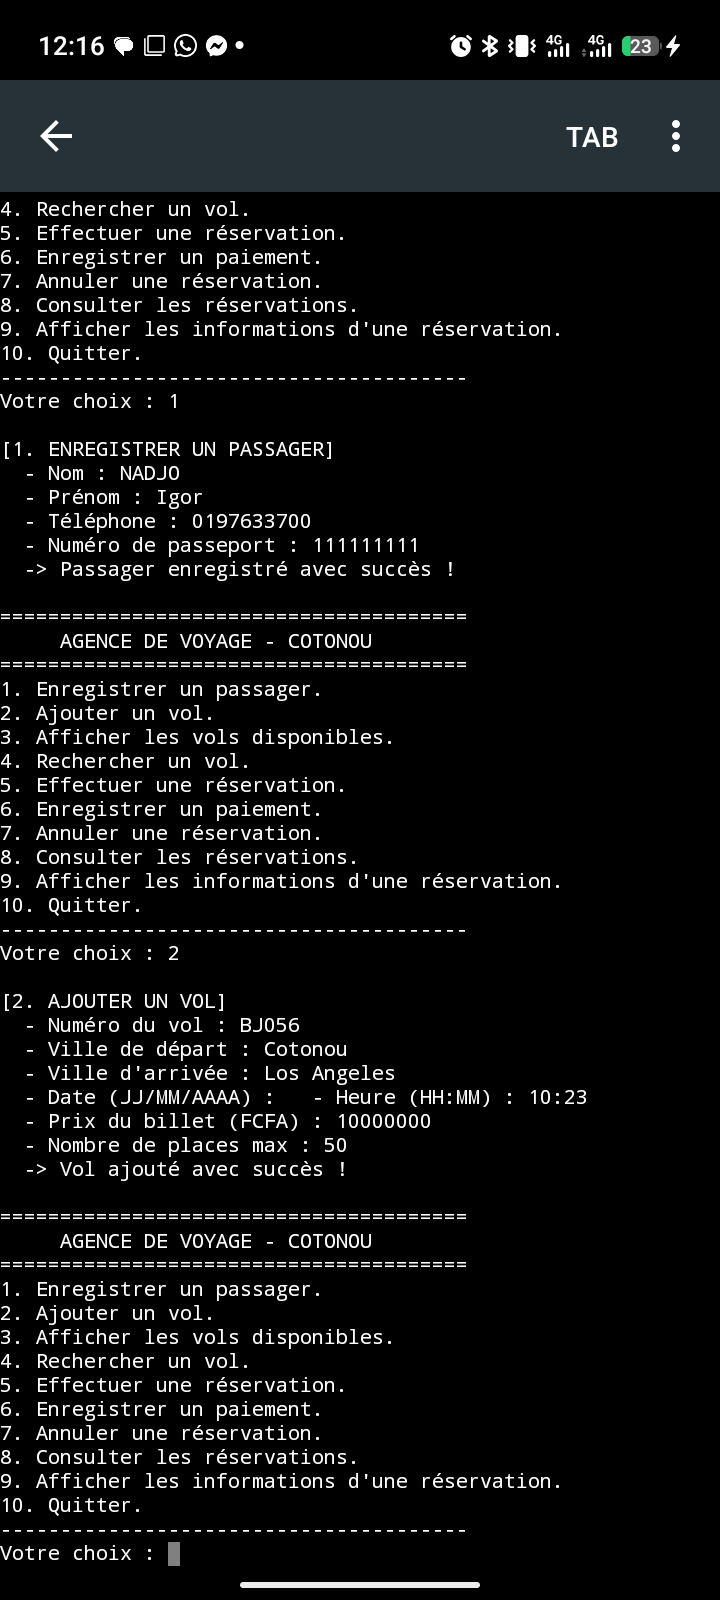 12:16 4G 4G 23
TAB
4. Rechercher un vol.
5. Effectuer une réservation.
6. Enregistrer un paiement.
7. Annuler une réservation.
8. Consulter les réservations.
9. Afficher les informations d'une réservation.
10. Quitter.
---------------------------------------
Votre choix : 1
[1. ENREGISTRER UN PASSAGER]
- Nom : NADJO
- Prénom : Igor
- Téléphone : 0197633700
- Numéro de passeport : 111111111
-> Passager enregistré avec succès !
=======================================
AGENCE DE VOYAGE - COTONOU
=======================================
1. Enregistrer un passager.
2. Ajouter un vol.
3. Afficher les vols disponibles.
4. Rechercher un vol.
5. Effectuer une réservation.
6. Enregistrer un paiement.
7. Annuler une réservation.
8. Consulter les réservations.
9. Afficher les informations d'une réservation.
10. Quitter.
---------------------------------------
Votre choix : 2
[2. AJOUTER UN VOL]
- Numéro du vol : BJ056
- Ville de départ : Cotonou
- Ville d'arrivée : Los Angeles
- Date (JJ/MM/AAAA) :   - Heure (HH:MM) : 10:23
- Prix du billet (FCFA) : 10000000
- Nombre de places max : 50
-> Vol ajouté avec succès !
=======================================
AGENCE DE VOYAGE - COTONOU
=======================================
1. Enregistrer un passager.
2. Ajouter un vol.
3. Afficher les vols disponibles.
4. Rechercher un vol.
5. Effectuer une réservation.
6. Enregistrer un paiement.
7. Annuler une réservation.
8. Consulter les réservations.
9. Afficher les informations d'une réservation.
10. Quitter.
---------------------------------------
Votre choix :